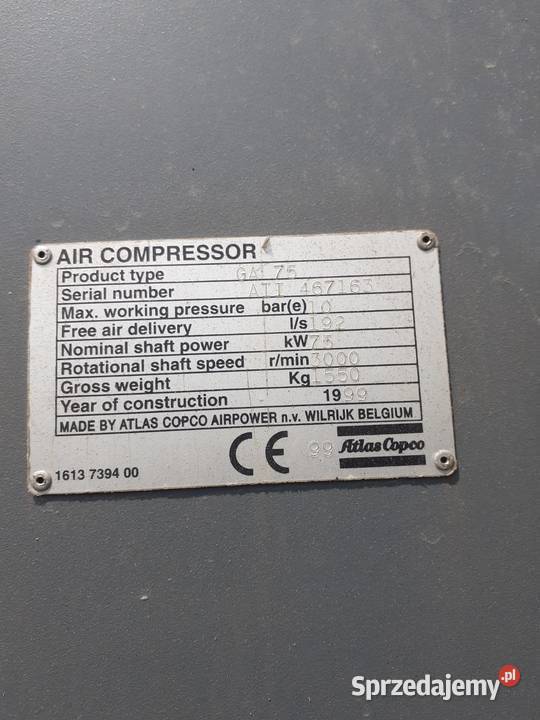 AIR COMPRESSOR
Product type GA 75
Serial number AII 467163
Max. working pressure bar(e) 10
Free air delivery l/s 192
Nominal shaft power kW 75
Rotational shaft speed r/min 3000
Gross weight Kg 1550
Year of construction 1999
MADE BY ATLAS COPCO AIRPOWER n.v. WILRIJK BELGIUM
CE 99 Atlas Copco
1613 7394 00
Sprzedajemy.pl